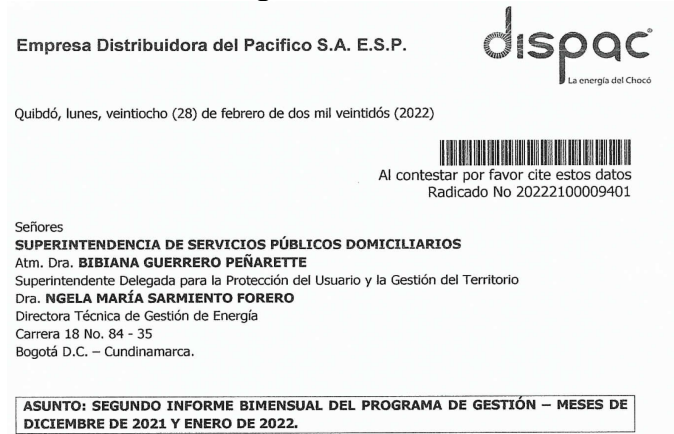 Empresa Distribuidora del Pacifico S.A. E.S.P.
dispac
La energía del Chocó
Quibdó, lunes, veintiocho (28) de febrero de dos mil veintidós (2022)
Al contestar por favor cite estos datos
Radicado No 20222100009401
Señores
SUPERINTENDENCIA DE SERVICIOS PÚBLICOS DOMICILIARIOS
Atm. Dra. BIBIANA GUERRERO PEÑARETTE
Superintendente Delegada para la Protección del Usuario y la Gestión del Territorio
Dra. NGELA MARÍA SARMIENTO FORERO
Directora Técnica de Gestión de Energía
Carrera 18 No. 84 - 35
Bogotá D.C. – Cundinamarca.
ASUNTO: SEGUNDO INFORME BIMENSUAL DEL PROGRAMA DE GESTIÓN – MESES DE
DICIEMBRE DE 2021 Y ENERO DE 2022.